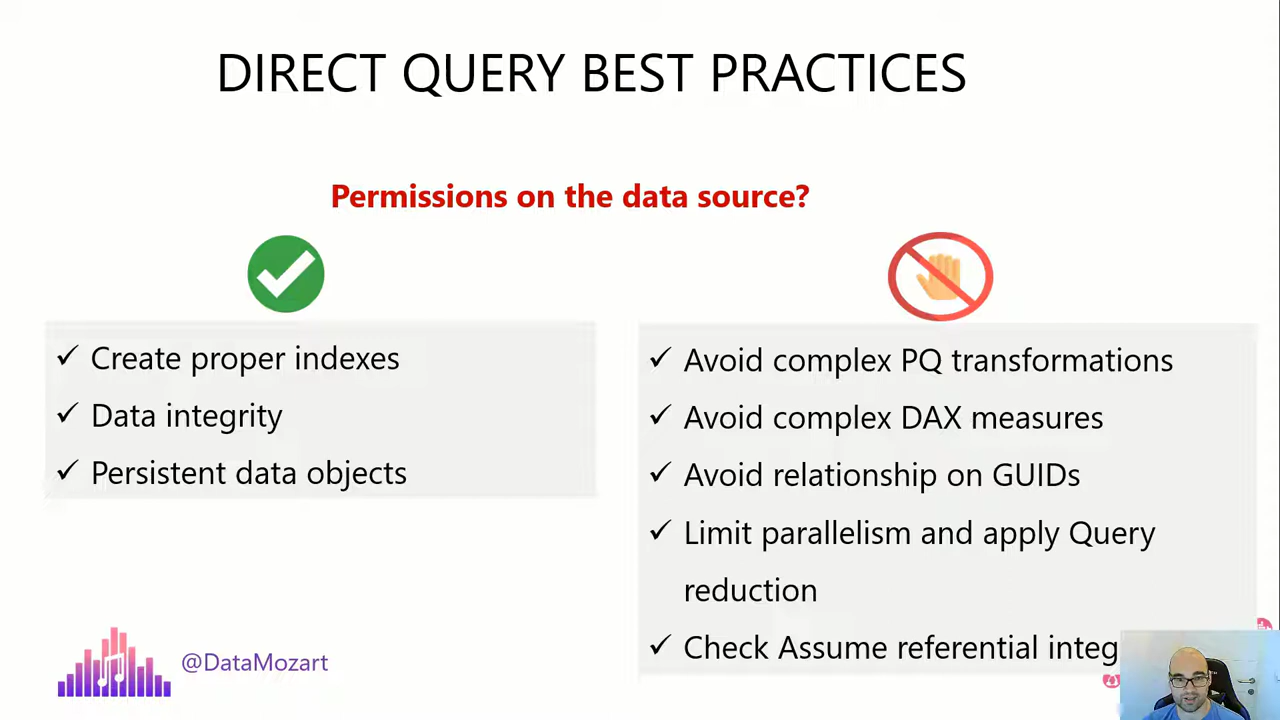 DIRECT QUERY BEST PRACTICES
Permissions on the data source?
Create proper indexes
Data integrity
Persistent data objects
Avoid complex PQ transformations
Avoid complex DAX measures
Avoid relationship on GUIDs
Limit parallelism and apply Query
reduction
Check Assume referential integ
@DataMozart